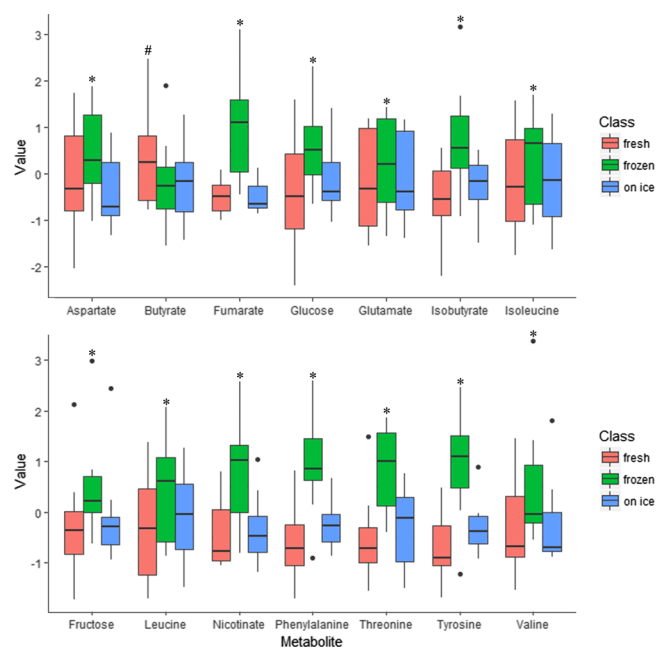 3
2
1
0
-1
-2
Value
* # * * * * *
Aspartate Butyrate Fumarate Glucose Glutamate Isobutyrate Isoleucine
Class
fresh
frozen
on ice
3
2
1
0
-1
Value
* * * * * * *
Fructose Leucine Nicotinate Phenylalanine Threonine Tyrosine Valine
Metabolite
Class
fresh
frozen
on ice